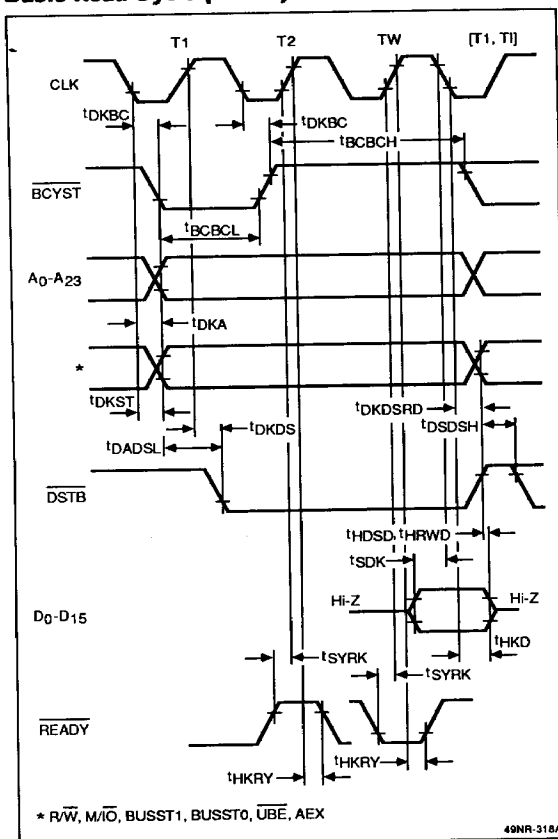 Basic Read Cycle
T1 T2 TW [T1, TI]
CLK
tDKBC tDKBC
tBCBCH
BCYST
tBCBCL
A0-A23
tDKA
*
tDKST tDKDSRD
tDKDS tDSDSH
tDADSL
DSTB
tHDSD, tHRWD
tSDK
Hi-Z Hi-Z
D0-D15
tHKD
tSYRK tSYRK
READY
tHKRY tHKRY
* R/W, M/IO, BUSST1, BUSST0, UBE, AEX
49NR-318